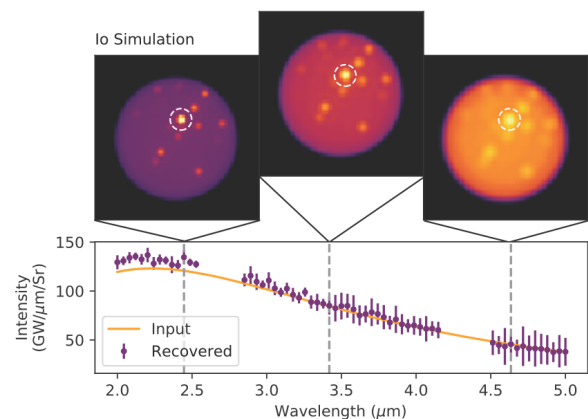 Io Simulation
150
100
50
Intensity
(GW/μm/Sr)
Input
Recovered
2.0 2.5 3.0 3.5 4.0 4.5 5.0
Wavelength (μm)